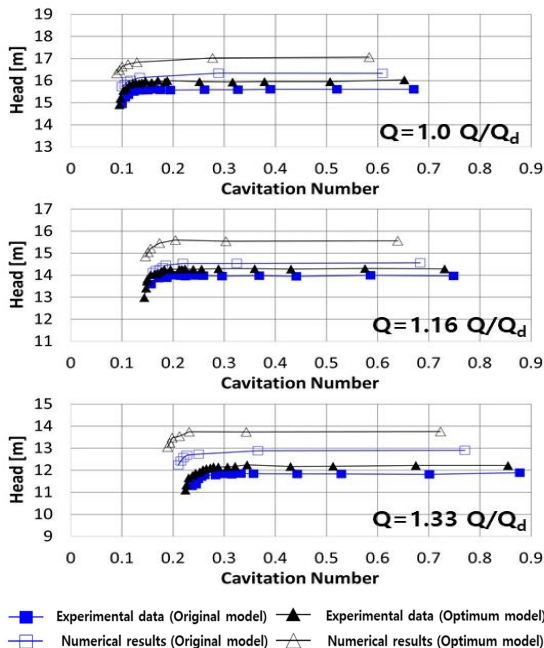 Head [m]
19
18
17
16
15
14
13
0 0.1 0.2 0.3 0.4 0.5 0.6 0.7 0.8 0.9
Cavitation Number
Q=1.0 Q/Qd
Head [m]
17
16
15
14
13
12
11
0 0.1 0.2 0.3 0.4 0.5 0.6 0.7 0.8 0.9
Cavitation Number
Q=1.16 Q/Qd
Head [m]
15
14
13
12
11
10
9
0 0.1 0.2 0.3 0.4 0.5 0.6 0.7 0.8 0.9
Cavitation Number
Q=1.33 Q/Qd
Experimental data (Original model) Experimental data (Optimum model)
Numerical results (Original model) Numerical results (Optimum model)